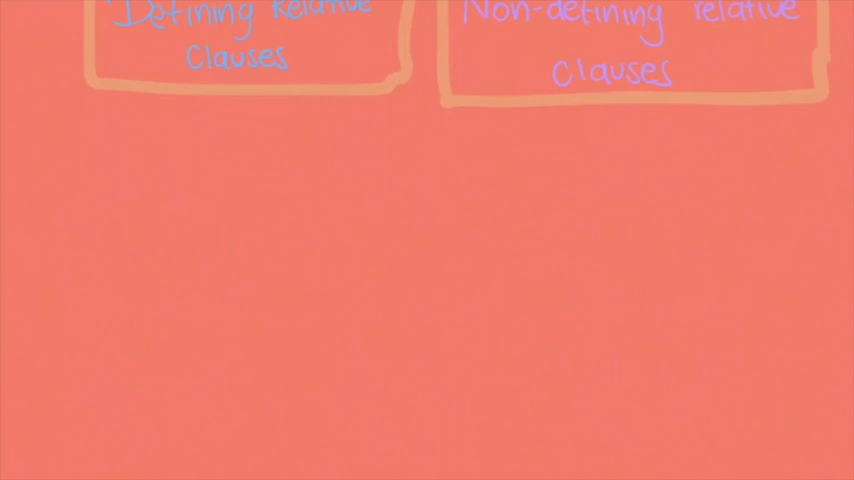 Defining Relative
Clauses
Non-defining relative
Clauses